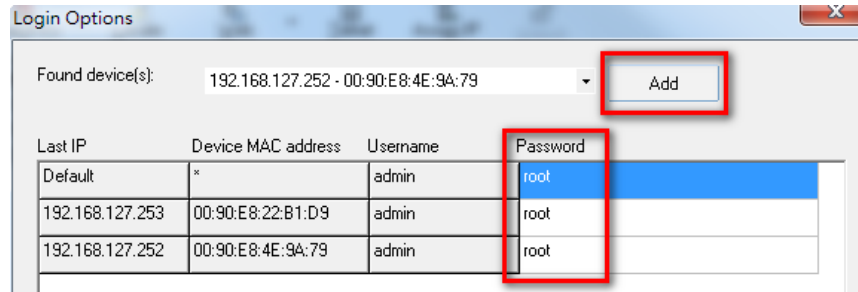 Login Options
Found device(s): 192.168.127.252 - 00:90:E8:4E:9A:79 Add
Last IP Device MAC address Username Password
Default * admin root
192.168.127.253 00:90:E8:22:B1:D9 admin root
192.168.127.252 00:90:E8:4E:9A:79 admin root